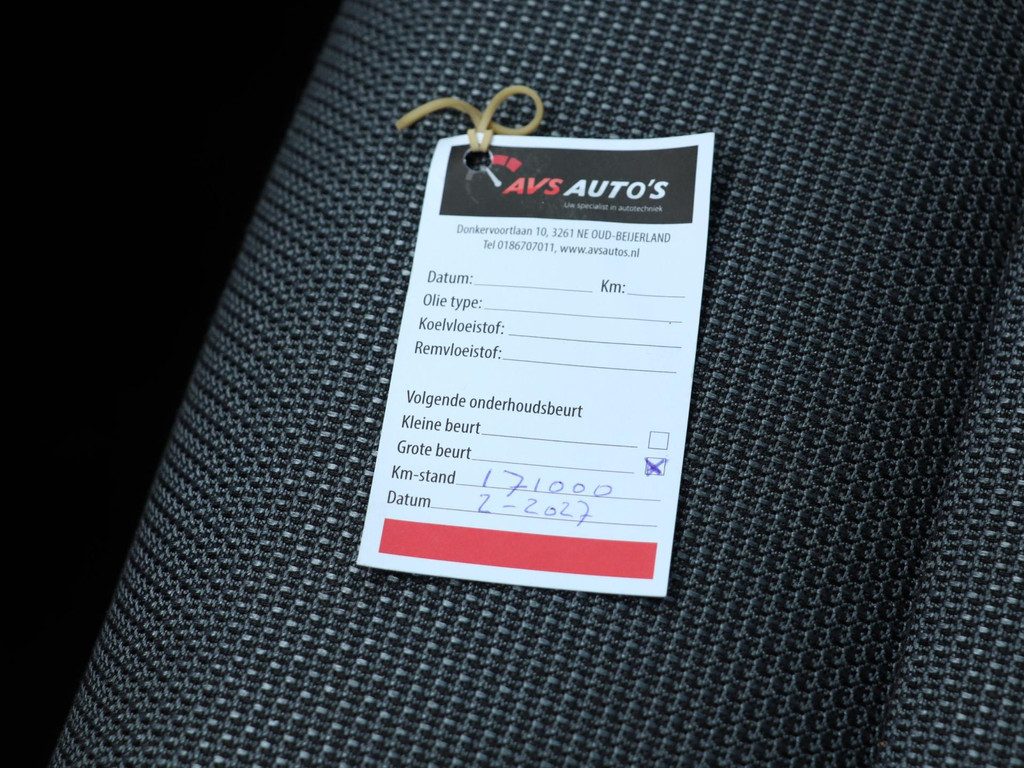 AVS AUTO'S
Uw specialist in autotechniek
Donkervoortlaan 10, 3261 NE OUD-BEIJERLAND
Tel 0186707011, www.avsautos.nl
Datum: Km:
Olie type:
Koelvloeistof:
Remvloeistof:
Volgende onderhoudsbeurt
Kleine beurt
Grote beurt
Km-stand 171000
Datum 2-2027